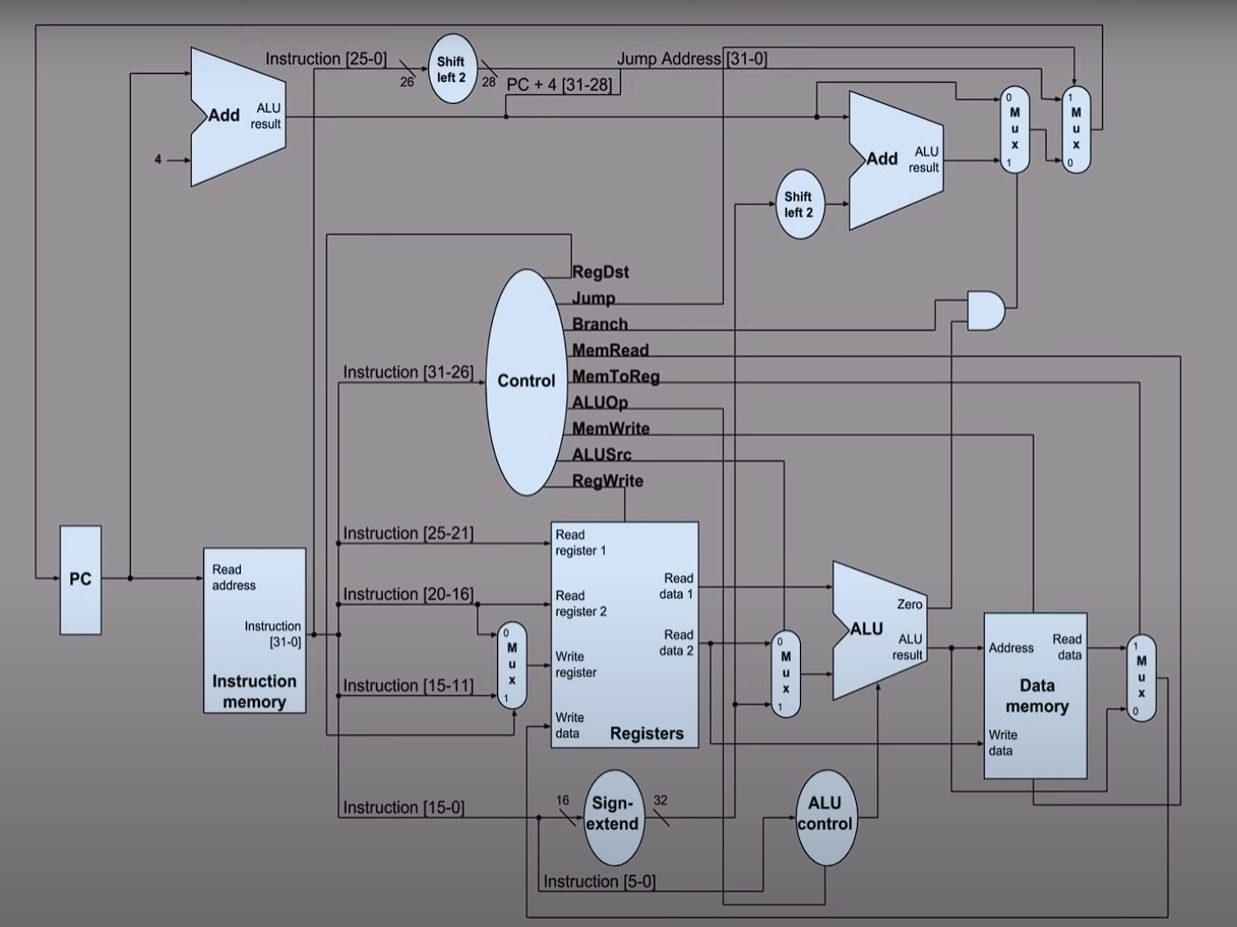 Instruction [25-0]
26
Shift
left 2
28
Jump Address [31-0]
PC + 4 [31-28]
Add
ALU
result
4
0
M
u
x
1
1
M
u
x
0
Add
ALU
result
Shift
left 2
RegDst
Jump
Branch
MemRead
MemToReg
ALUOp
MemWrite
ALUSrc
RegWrite
Control
Instruction [31-26]
PC
Read
address
Instruction
[31-0]
Instruction
memory
Instruction [25-21]
Instruction [20-16]
Instruction [15-11]
0
M
u
x
1
Read
register 1
Read
register 2
Write
register
Write
data
Read
data 1
Read
data 2
Registers
0
M
u
x
1
Zero
ALU
ALU
result
Address
Read
data
Data
memory
Write
data
1
M
u
x
0
Instruction [15-0]
16
Sign-
extend
32
ALU
control
Instruction [5-0]